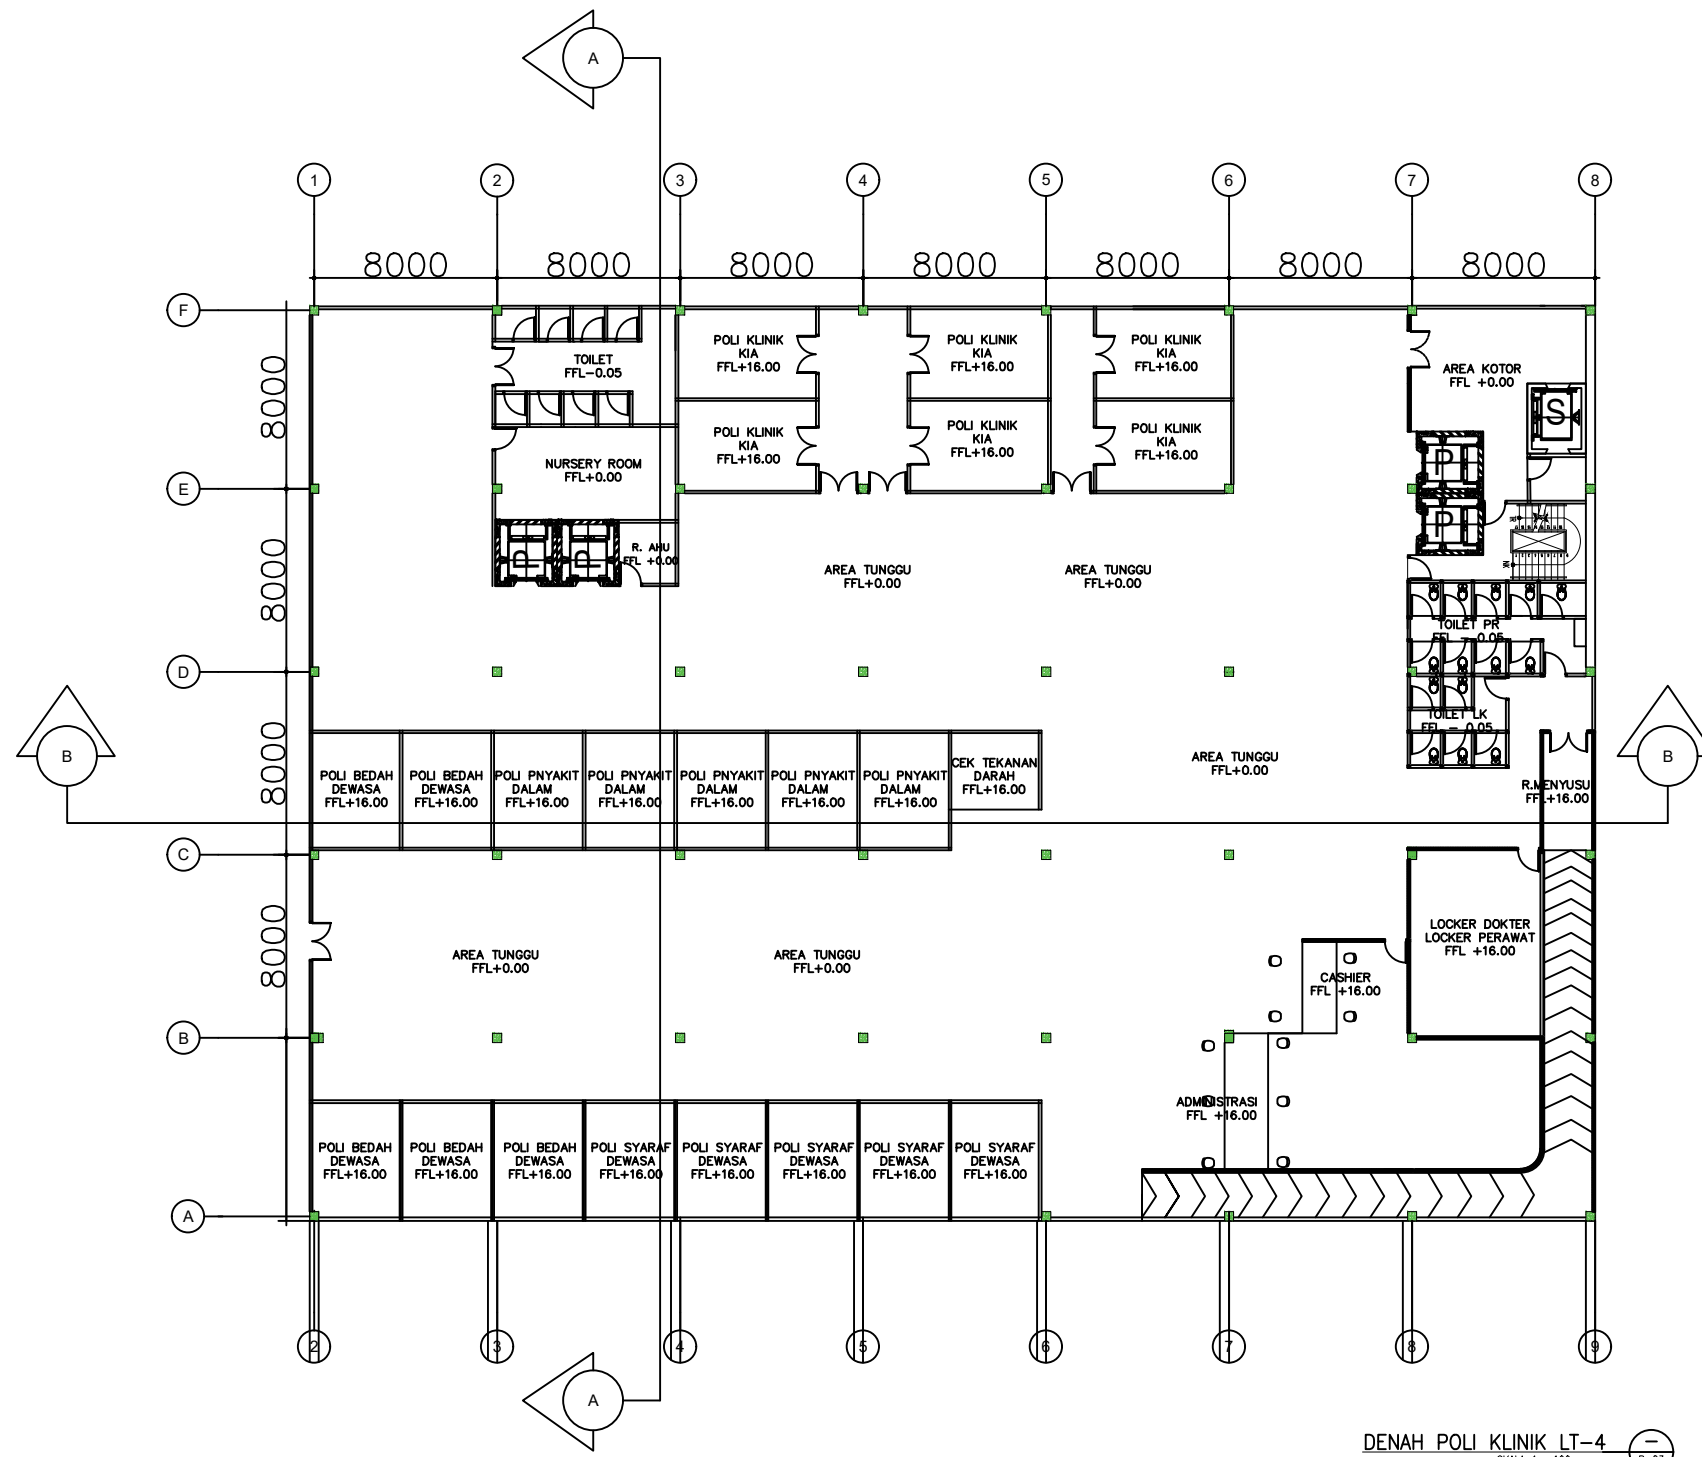 A
1 2 3 4 5 6 7 8
8000 8000 8000 8000 8000 8000 8000
F
E
D
C
B
A
8000
8000
8000
8000
TOILET
FFL-0.05
NURSERY ROOM
FFL+0.00
P P
R. AHU
FFL +0.00
POLI KLINIK
KIA
FFL+16.00
POLI KLINIK
KIA
FFL+16.00
POLI KLINIK
KIA
FFL+16.00
POLI KLINIK
KIA
FFL+16.00
POLI KLINIK
KIA
FFL+16.00
POLI KLINIK
KIA
FFL+16.00
AREA KOTOR
FFL +0.00
S
P
P
AREA TUNGGU
FFL+0.00
AREA TUNGGU
FFL+0.00
TOILET PR
FFL - 0.05
TOILET LK
FFL - 0.05
B
B
POLI BEDAH
DEWASA
FFL+16.00
POLI BEDAH
DEWASA
FFL+16.00
POLI PNYAKIT
DALAM
FFL+16.00
POLI PNYAKIT
DALAM
FFL+16.00
POLI PNYAKIT
DALAM
FFL+16.00
POLI PNYAKIT
DALAM
FFL+16.00
POLI PNYAKIT
DALAM
FFL+16.00
CEK TEKANAN
DARAH
FFL+16.00
AREA TUNGGU
FFL+0.00
R.MENYUSU
FFL+16.00
AREA TUNGGU
FFL+0.00
AREA TUNGGU
FFL+0.00
LOCKER DOKTER
LOCKER PERAWAT
FFL +16.00
CASHIER
FFL +16.00
ADMINISTRASI
FFL +16.00
POLI BEDAH
DEWASA
FFL+16.00
POLI BEDAH
DEWASA
FFL+16.00
POLI BEDAH
DEWASA
FFL+16.00
POLI SYARAF
DEWASA
FFL+16.00
POLI SYARAF
DEWASA
FFL+16.00
POLI SYARAF
DEWASA
FFL+16.00
POLI SYARAF
DEWASA
FFL+16.00
POLI SYARAF
DEWASA
FFL+16.00
2 3 4 5 6 7 8 9
A
DENAH POLI KLINIK LT-4